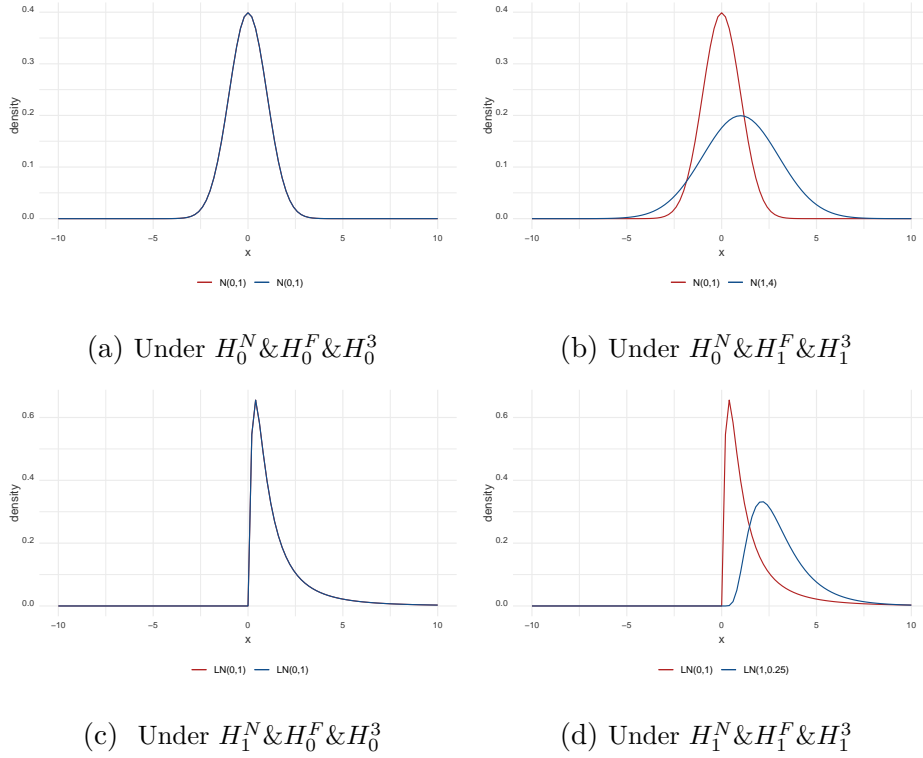 0.4
0.3
0.2
0.1
0.0
density
−10 −5 0 5 10
x
N(0,1) N(0,1)
(a) Under $H_0^N \& H_0^F \& H_0^3$
0.4
0.3
0.2
0.1
0.0
density
−10 −5 0 5 10
x
N(0,1) N(1,4)
(b) Under $H_0^N \& H_1^F \& H_1^3$
0.6
0.4
0.2
0.0
density
−10 −5 0 5 10
x
LN(0,1) LN(0,1)
(c) Under $H_1^N \& H_0^F \& H_0^3$
0.6
0.4
0.2
0.0
density
−10 −5 0 5 10
x
LN(0,1) LN(1,0.25)
(d) Under $H_1^N \& H_1^F \& H_1^3$